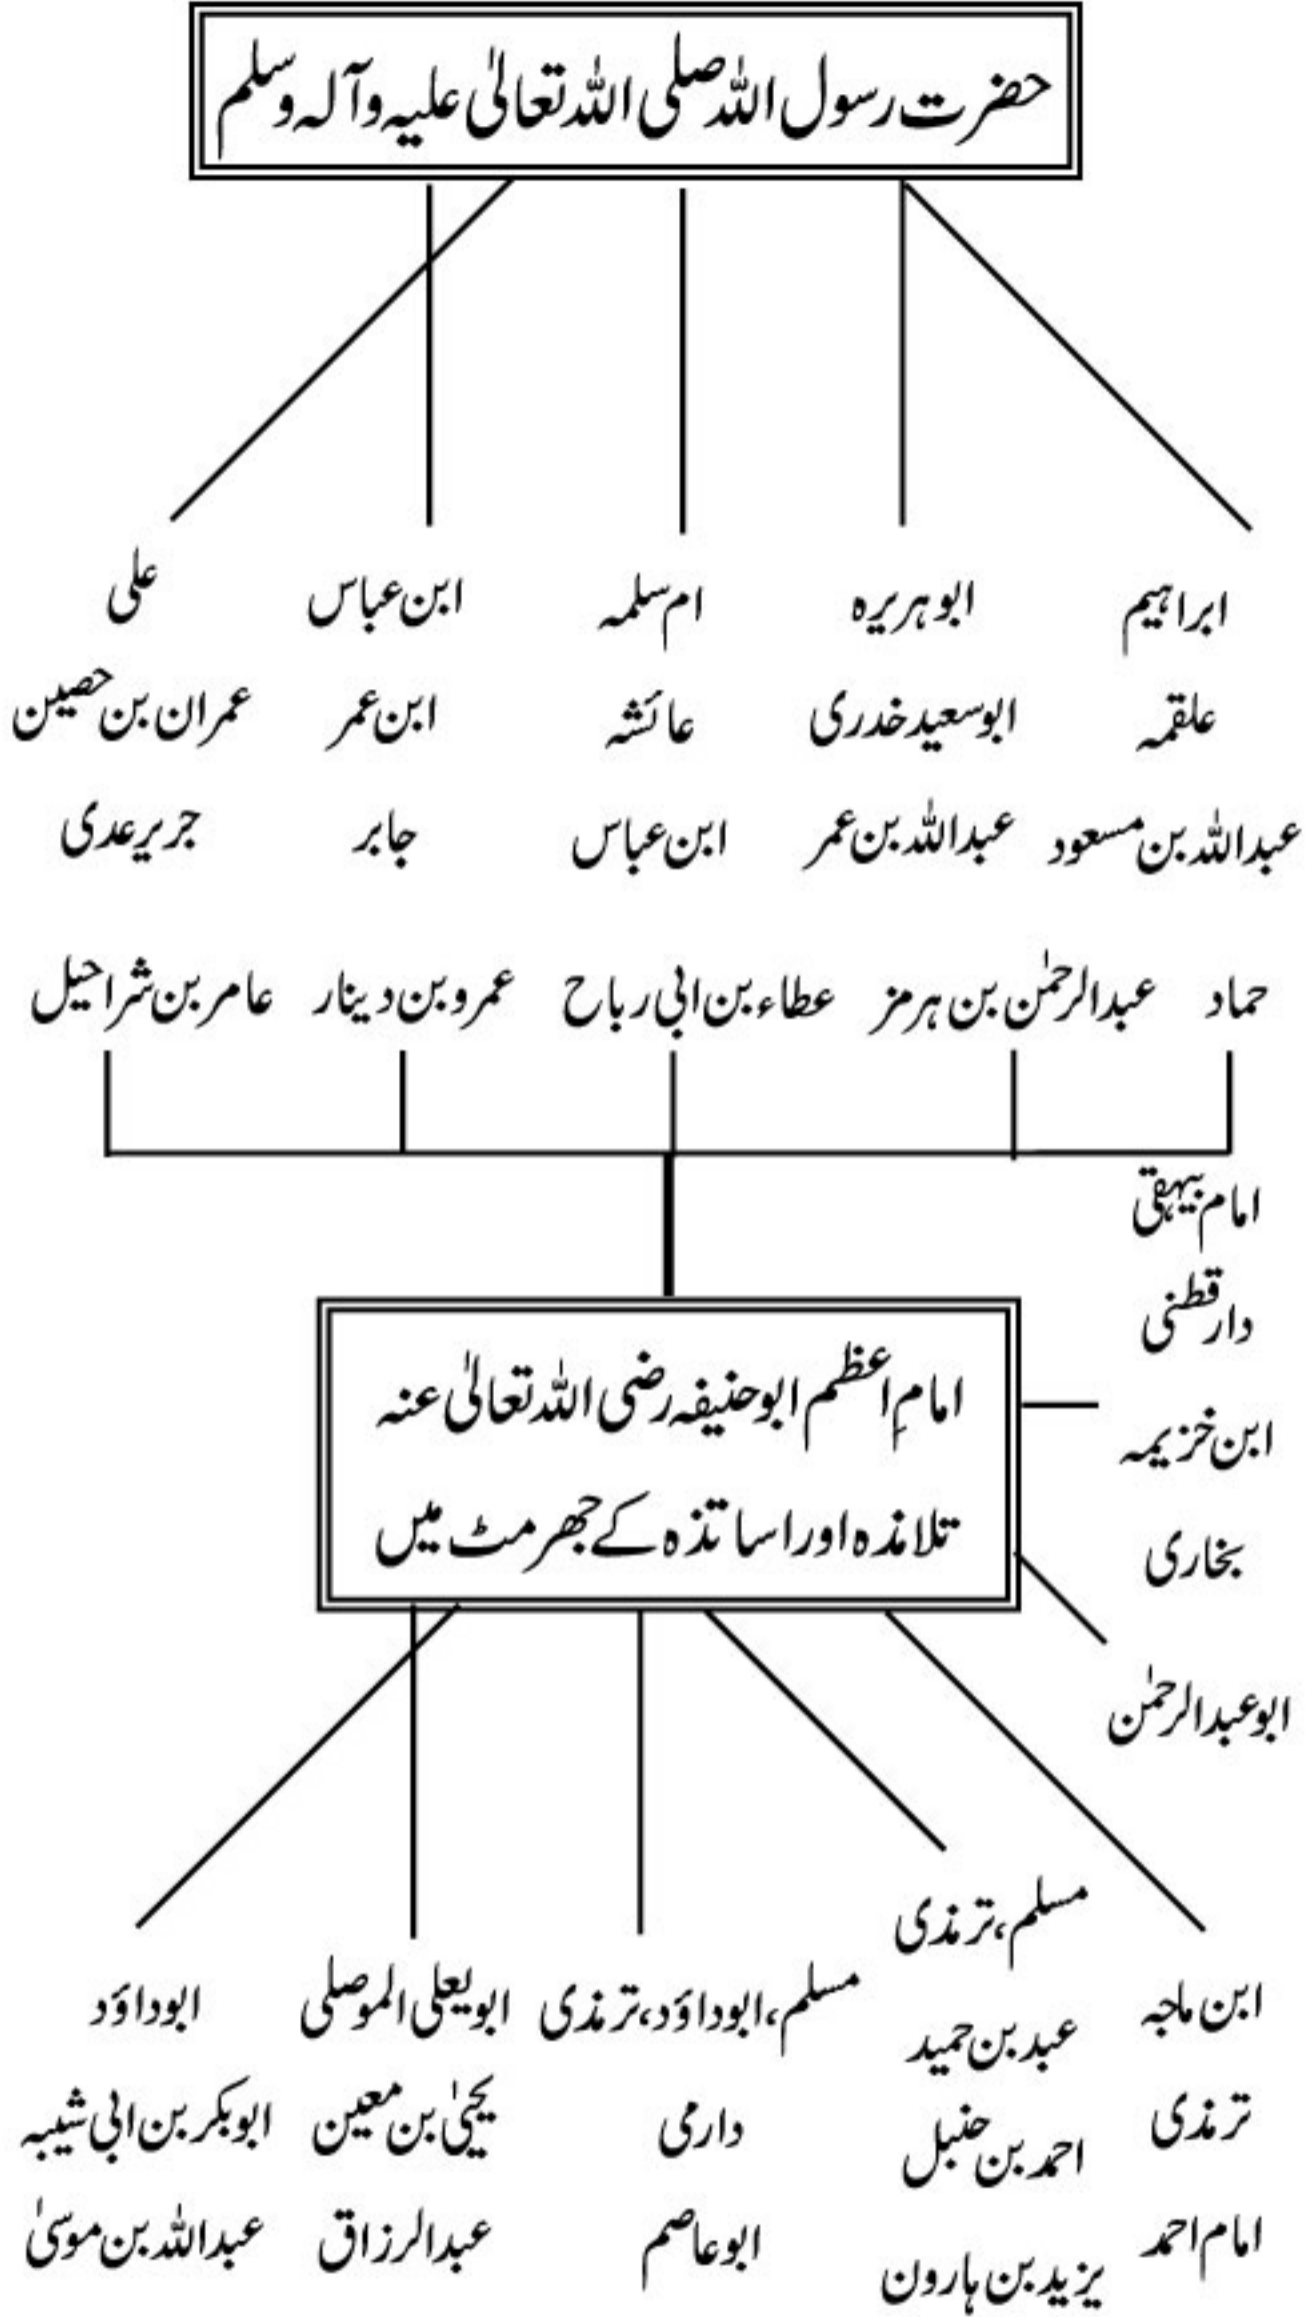 حضرت رسول اللہ صلی اللہ تعالیٰ علیہ وآلہ وسلم
ابراہیم
علقمہ
عبداللہ بن مسعود
حماد
ابوہریرہ
ابوسعید خدری
عبداللہ بن عمر
عبدالرحمٰن بن ہرمز
ام سلمہ
عائشہ
ابن عباس
عطاء بن ابی رباح
ابن عباس
ابن عمر
جابر
عمرو بن دینار
علی
عمران بن حصین
جریر عدی
عامر بن شراحیل
امامِ اعظم ابوحنیفہ رضی اللہ تعالیٰ عنہ
تلامذہ اور اساتذہ کے جھرمٹ میں
امام بیہقی
دارقطنی
ابن خزیمہ
بخاری
ابوعبدالرحمٰن
ابن ماجہ
ترمذی
امام احمد
مسلم، ترمذی
عبد بن حمید
احمد بن حنبل
یزید بن ہارون
مسلم، ابوداؤد، ترمذی
دارمی
ابوعاصم
ابویعلی الموصلی
یحییٰ بن معین
عبدالرزاق
ابوداؤد
ابوبکر بن ابی شیبہ
عبداللہ بن موسیٰ